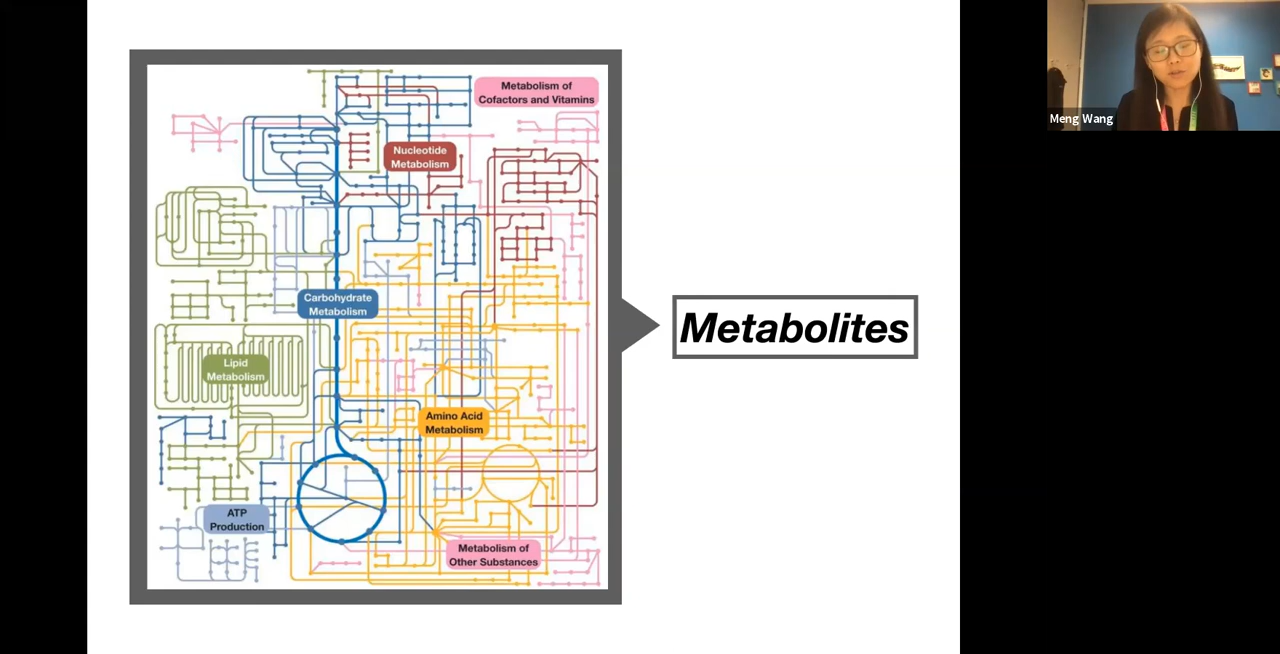 Metabolism of
Cofactors and Vitamins
Nucleotide
Metabolism
Carbohydrate
Metabolism
Lipid
Metabolism
Amino Acid
Metabolism
ATP
Production
Metabolism of
Other Substances
Metabolites
Meng Wang